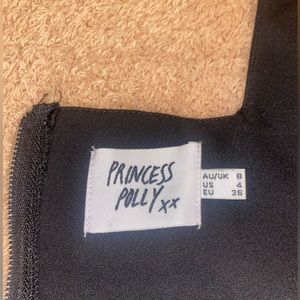 PRINCESS
POLLY xx
AU/UK 8
US 4
EU 36